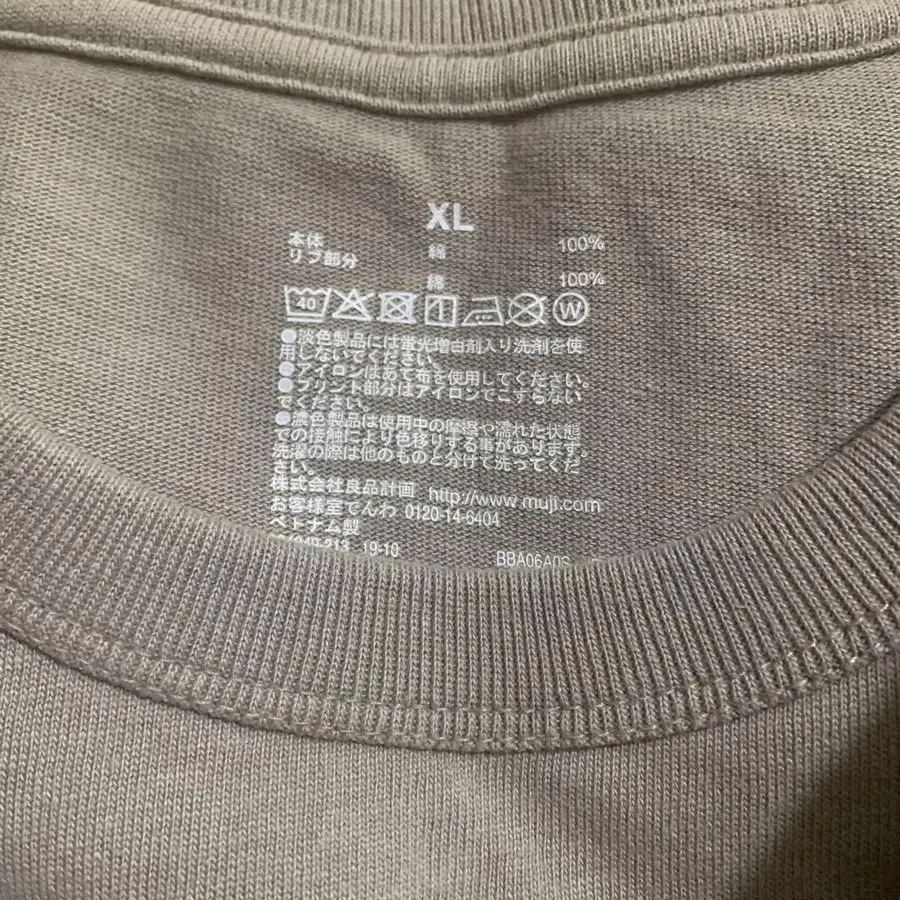 XL
本体 綿 100%
リブ部分 綿 100%
40 W
●淡色製品には蛍光増白剤入り洗剤を使
用しないでください。
●アイロンはあて布を使用してください。
●プリント部分はアイロンでこすらない
でください。
●濃色製品は使用中の摩擦や濡れた状態
での接触により色移りする事があります。
洗濯の際は他のものと分けて洗ってくだ
さい。
株式会社良品計画 http://www.muji.com
お客様室でんわ 0120-14-6404
ベトナム製
19-10 BBA06A0S